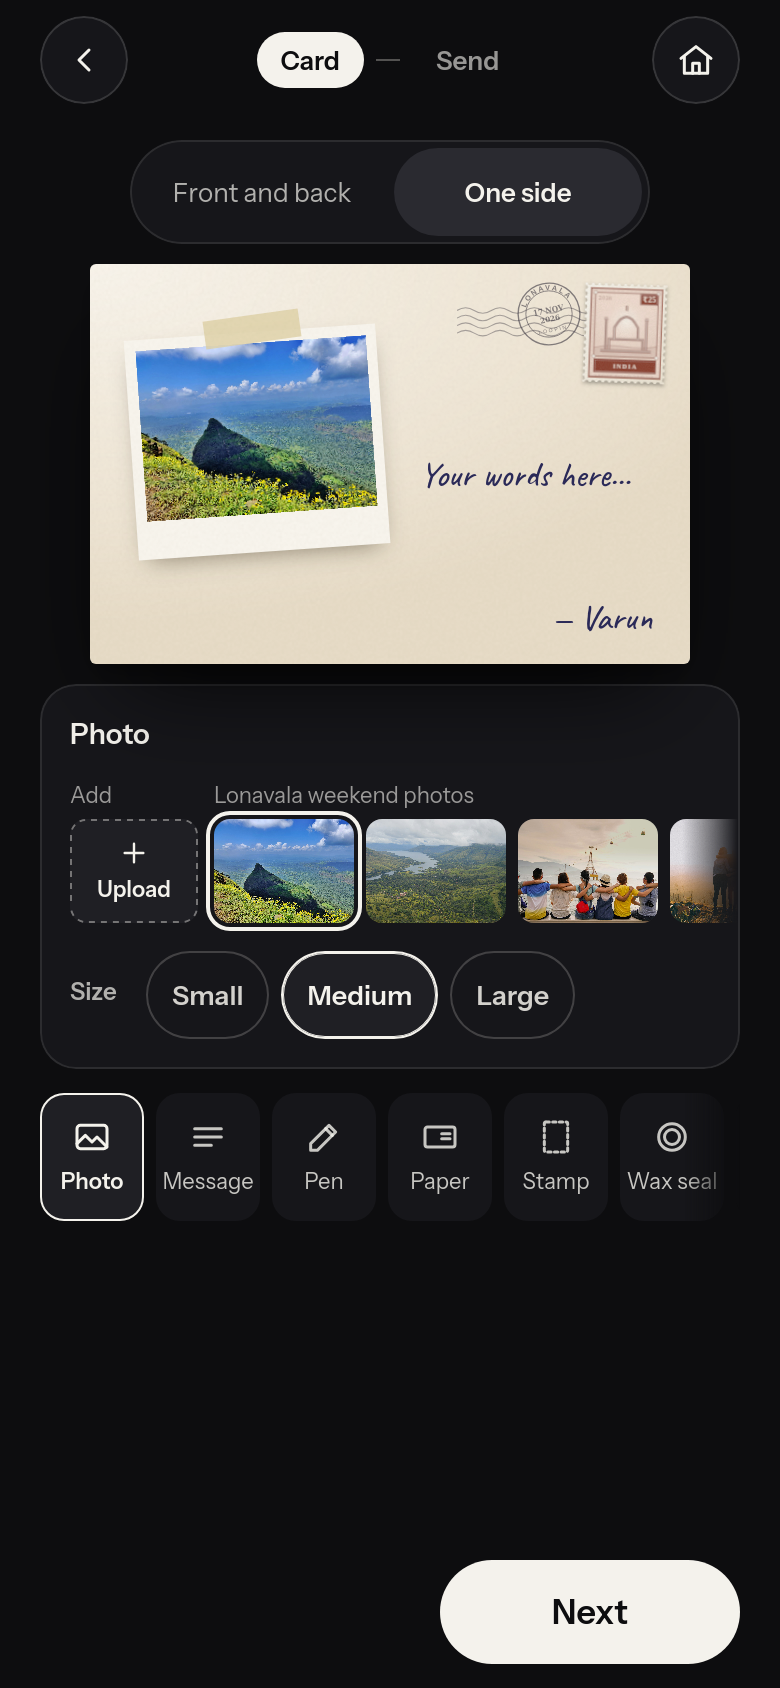 Card — Send
Front and back One side
LONAVALA
17 NOV
2026
₹25
INDIA
Your words here...
– Varun
Photo
Add Lonavala weekend photos
Upload
Size Small Medium Large
Photo Message Pen Paper Stamp Wax seal
Next